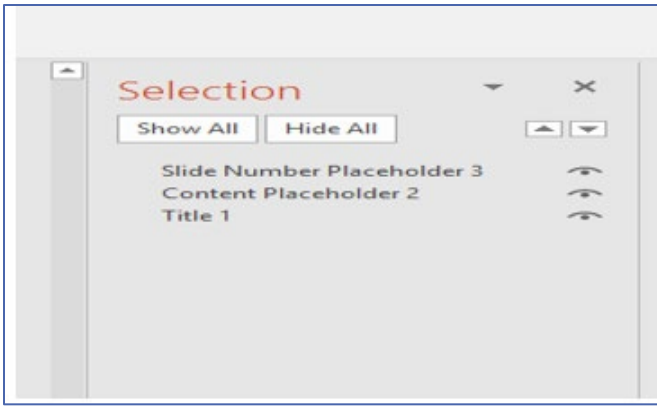 Selection
Show All Hide All
Slide Number Placeholder 3
Content Placeholder 2
Title 1